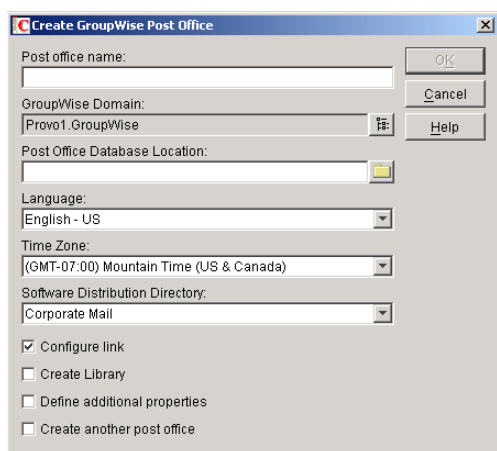 Create GroupWise Post Office
Post office name:
OK
Cancel
GroupWise Domain:
Provo1.GroupWise
Help
Post Office Database Location:
Language:
English - US
Time Zone:
(GMT-07:00) Mountain Time (US & Canada)
Software Distribution Directory:
Corporate Mail
Configure link
Create Library
Define additional properties
Create another post office